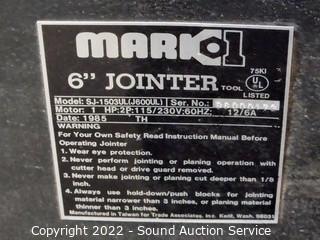 MARK 1
6" JOINTER
TOOL
75KI
UL
LISTED
Model: SJ-1503UL(J600UL) Ser. No.:
Motor: 1 HP:2P:115/230V:60HZ: 12/6A
Date: 1985 TH
WARNING
For Your Own Safety Read Instruction Manual Before
Operating Jointer
1. Wear eye protection.
2. Never perform jointing or planing operation with
cutter head or drive guard removed.
3. Never make jointing or planing cut deeper than 1/8
inch.
4. Always use hold-down/push blocks for jointing
material narrower than 3 inches, or planing material
thinner than 3 inches.
Manufactured in Taiwan for Trade Associates, Inc. Kent, Wash. 98031
Copyright 2022 - Sound Auction Service